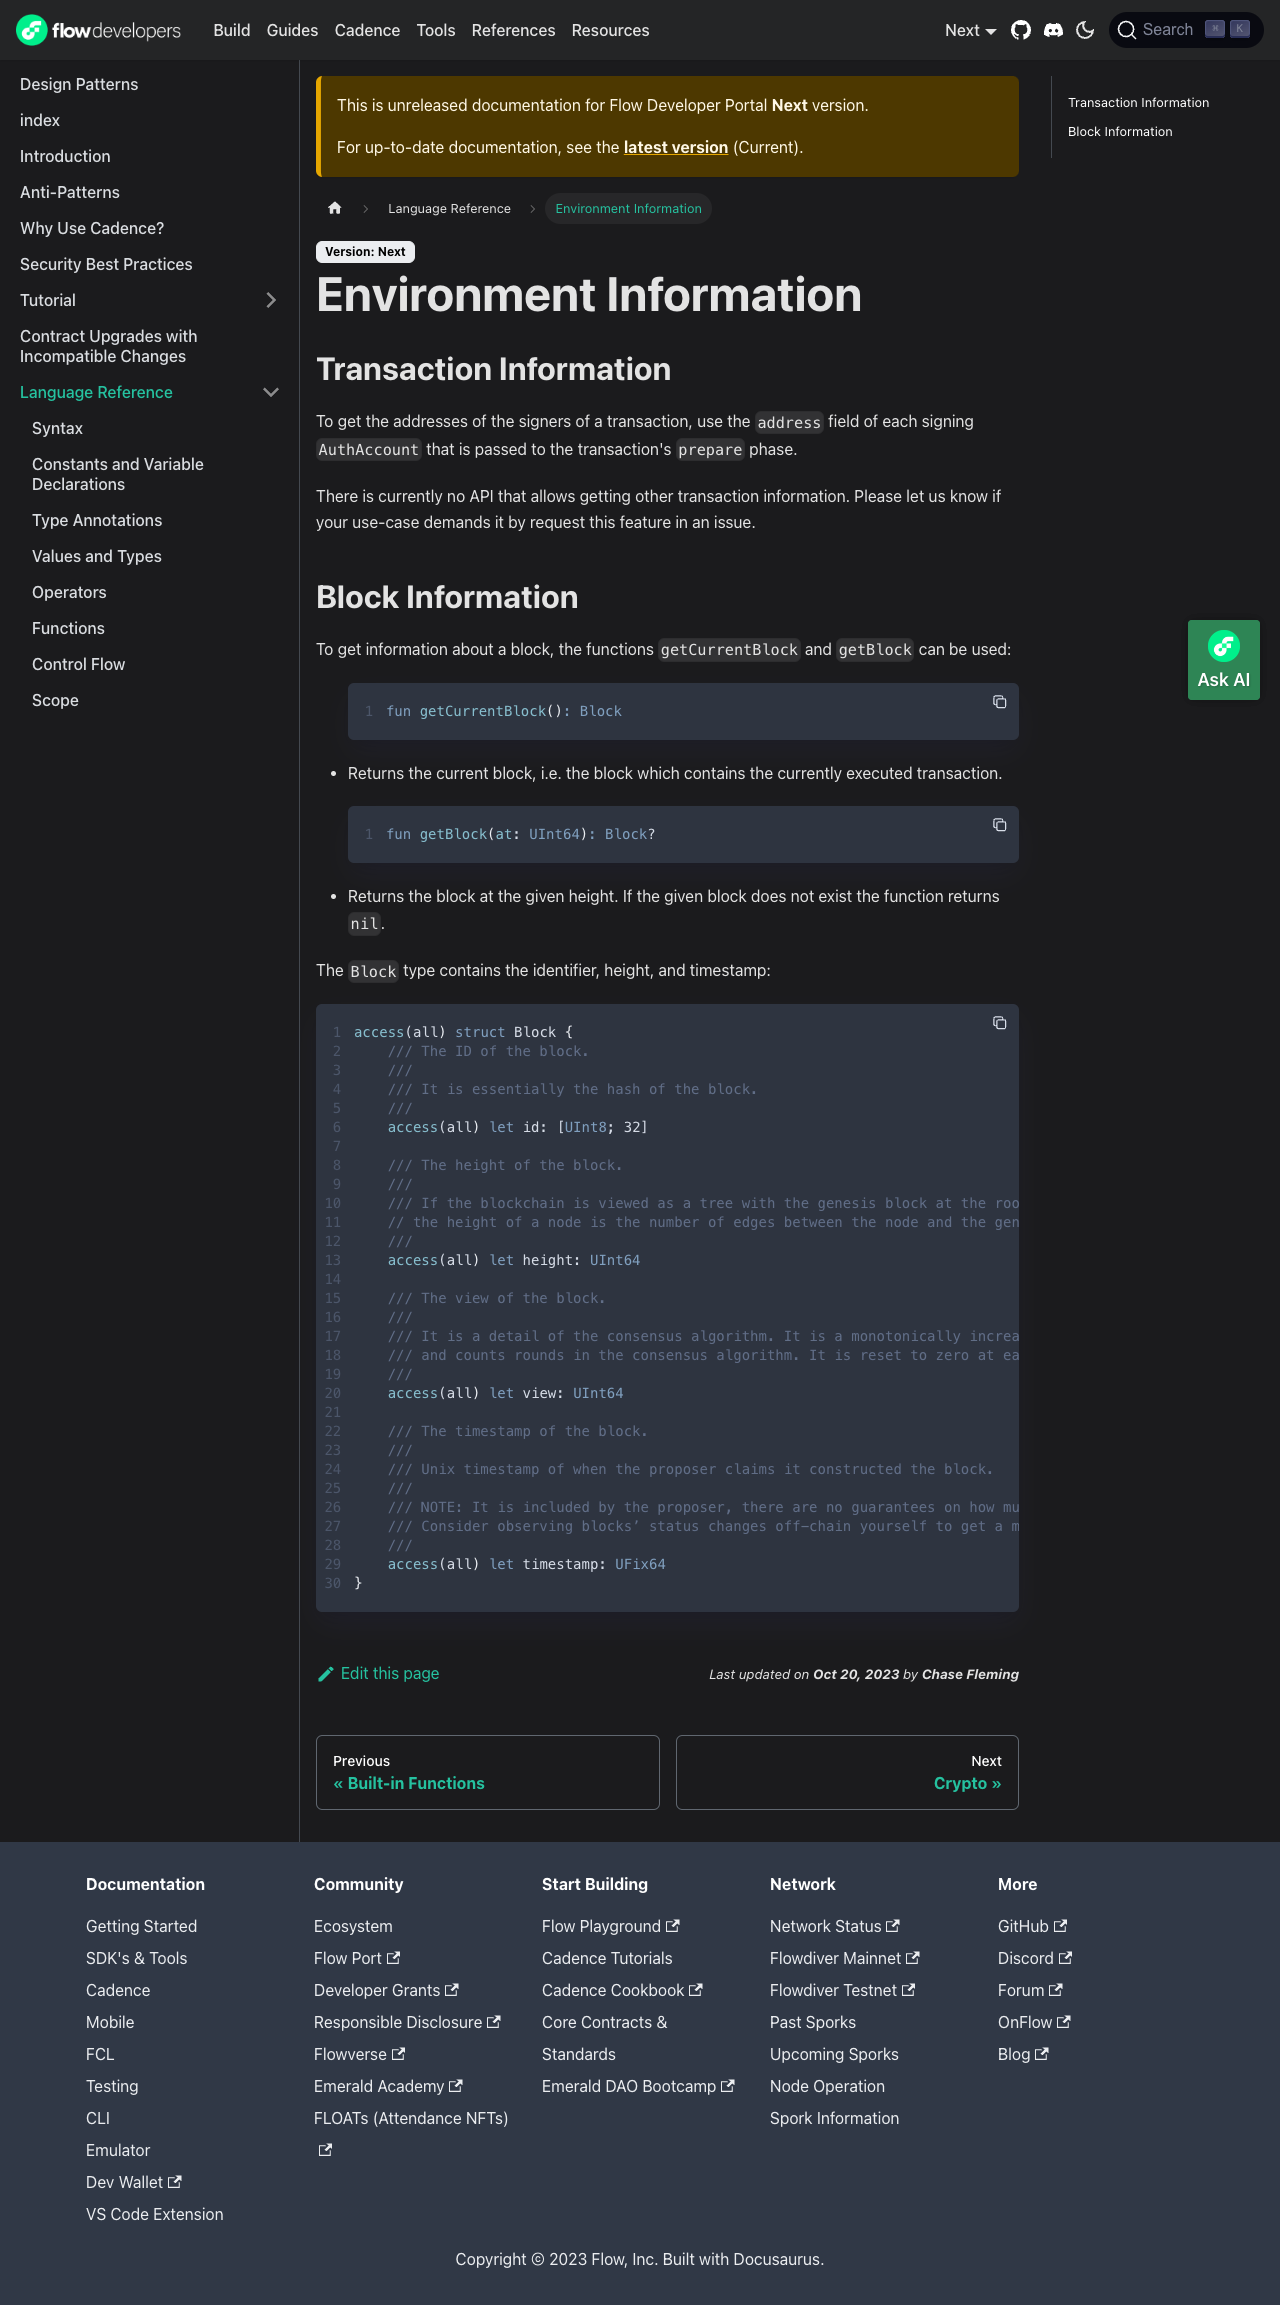 flowdevelopers
Build Guides Cadence Tools References Resources
Next
Search ⌘ K
Design Patterns
index
Introduction
Anti-Patterns
Why Use Cadence?
Security Best Practices
Tutorial
Contract Upgrades with
Incompatible Changes
Language Reference
Syntax
Constants and Variable
Declarations
Type Annotations
Values and Types
Operators
Functions
Control Flow
Scope
This is unreleased documentation for Flow Developer Portal Next version.
For up-to-date documentation, see the latest version (Current).
Language Reference
Environment Information
Version: Next
Environment Information
Transaction Information
To get the addresses of the signers of a transaction, use the address field of each signing
AuthAccount that is passed to the transaction's prepare phase.
There is currently no API that allows getting other transaction information. Please let us know if
your use-case demands it by request this feature in an issue.
Block Information
To get information about a block, the functions getCurrentBlock and getBlock can be used:
1 fun getCurrentBlock(): Block
• Returns the current block, i.e. the block which contains the currently executed transaction.
1 fun getBlock(at: UInt64): Block?
• Returns the block at the given height. If the given block does not exist the function returns
nil.
The Block type contains the identifier, height, and timestamp:
1 access(all) struct Block {
2 /// The ID of the block.
3 ///
4 /// It is essentially the hash of the block.
5 ///
6 access(all) let id: [UInt8; 32]
7
8 /// The height of the block.
9 ///
10 /// If the blockchain is viewed as a tree with the genesis block at the roo
11 // the height of a node is the number of edges between the node and the gen
12 ///
13 access(all) let height: UInt64
14
15 /// The view of the block.
16 ///
17 /// It is a detail of the consensus algorithm. It is a monotonically increa
18 /// and counts rounds in the consensus algorithm. It is reset to zero at ea
19 ///
20 access(all) let view: UInt64
21
22 /// The timestamp of the block.
23 ///
24 /// Unix timestamp of when the proposer claims it constructed the block.
25 ///
26 /// NOTE: It is included by the proposer, there are no guarantees on how mu
27 /// Consider observing blocks’ status changes off-chain yourself to get a m
28 ///
29 access(all) let timestamp: UFix64
30 }
Edit this page
Last updated on Oct 20, 2023 by Chase Fleming
Previous
« Built-in Functions
Next
Crypto »
Transaction Information
Block Information
Ask AI
Documentation
Getting Started
SDK's & Tools
Cadence
Mobile
FCL
Testing
CLI
Emulator
Dev Wallet
VS Code Extension
Community
Ecosystem
Flow Port
Developer Grants
Responsible Disclosure
Flowverse
Emerald Academy
FLOATs (Attendance NFTs)
Start Building
Flow Playground
Cadence Tutorials
Cadence Cookbook
Core Contracts &
Standards
Emerald DAO Bootcamp
Network
Network Status
Flowdiver Mainnet
Flowdiver Testnet
Past Sporks
Upcoming Sporks
Node Operation
Spork Information
More
GitHub
Discord
Forum
OnFlow
Blog
Copyright © 2023 Flow, Inc. Built with Docusaurus.